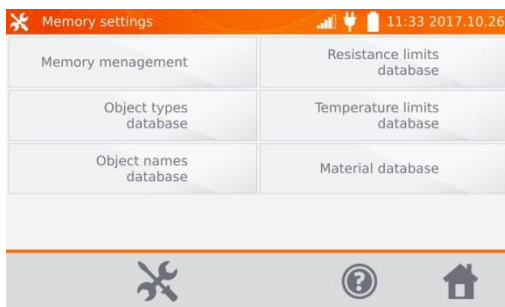 Memory settings
11:33 2017.10.26
Memory menagement
Resistance limits
database
Object types
database
Temperature limits
database
Object names
database
Material database
?